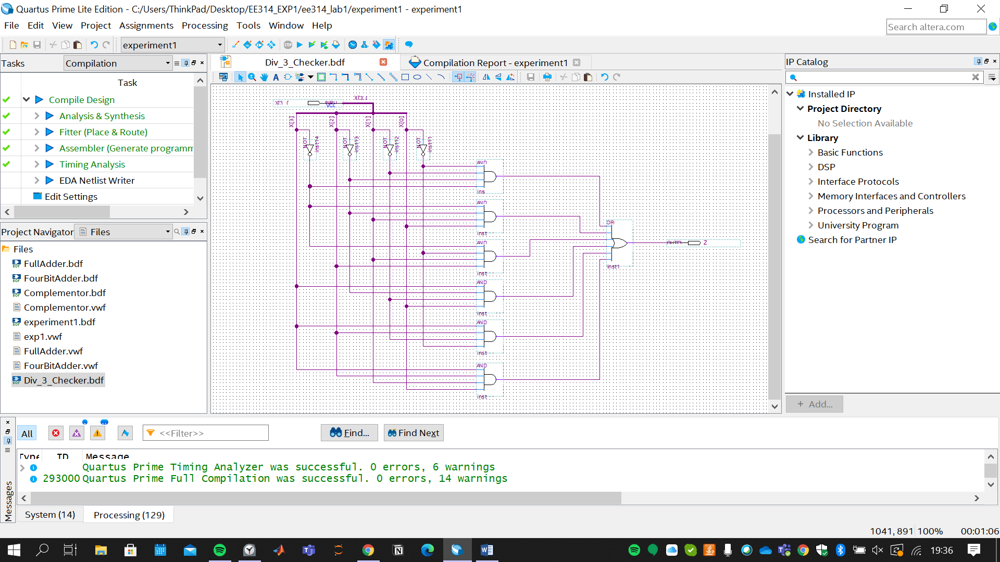 Quartus Prime Lite Edition - C:/Users/ThinkPad/Desktop/EE314_EXP1/ee314_lab1/experiment1 - experiment1
File Edit View Project Assignments Processing Tools Window Help
Search altera.com
experiment1
Tasks
Compilation
Task
Compile Design
Analysis & Synthesis
Fitter (Place & Route)
Assembler (Generate programm
Timing Analysis
EDA Netlist Writer
Edit Settings
Project Navigator
Files
Files
FullAdder.bdf
FourBitAdder.bdf
Complementor.bdf
Complementor.vwf
experiment1.bdf
exp1.vwf
FullAdder.vwf
FourBitAdder.vwf
Div_3_Checker.bdf
Div_3_Checker.bdf
Compilation Report - experiment1
X[3]
X[2]
X[1]
X[0]
NOT
inst14
NOT
inst13
NOT
inst12
NOT
inst11
AND
ins
AND
inst
AND
inst
AND
inst
AND
inst
AND
inst
OR
inst1
Z
IP Catalog
Installed IP
Project Directory
No Selection Available
Library
Basic Functions
DSP
Interface Protocols
Memory Interfaces and Controllers
Processors and Peripherals
University Program
Search for Partner IP
+ Add...
All
<<Filter>>
Find...
Find Next
Type ID Message
Quartus Prime Timing Analyzer was successful. 0 errors, 6 warnings
293000 Quartus Prime Full Compilation was successful. 0 errors, 14 warnings
Messages
System (14)
Processing (129)
1041, 891 100% 00:01:06
19:36